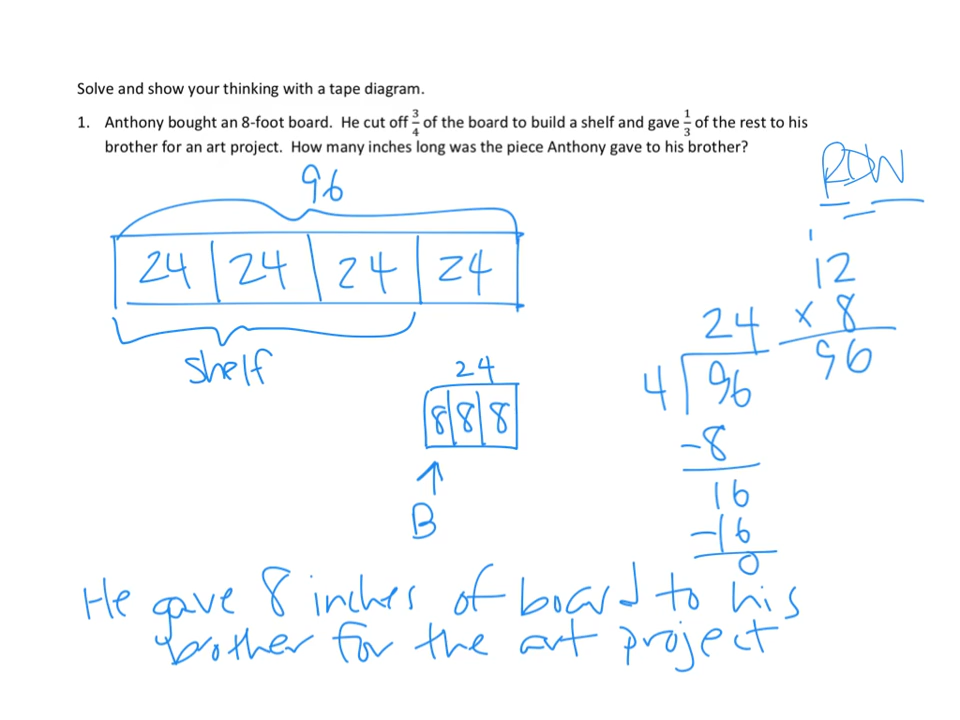 Solve and show your thinking with a tape diagram.
1. Anthony bought an 8-foot board. He cut off 3/4 of the board to build a shelf and gave 1/3 of the rest to his
brother for an art project. How many inches long was the piece Anthony gave to his brother?
RDW
96
24 24 24 24
shelf
24
8 8 8
↑
B
1
12
x 8
96
24
4)96
-8
16
-16
0
He gave 8 inches of board to his
brother for the art project